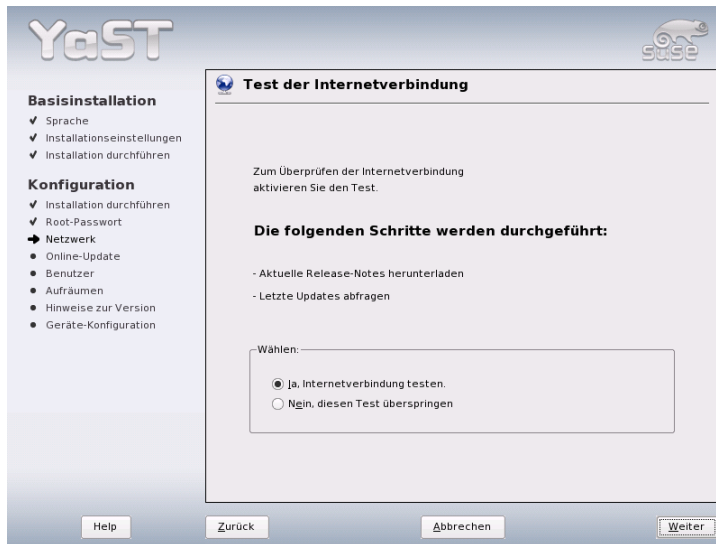 YaST
SUSE
Basisinstallation
Sprache
Installationseinstellungen
Installation durchführen
Konfiguration
Installation durchführen
Root-Passwort
Netzwerk
Online-Update
Benutzer
Aufräumen
Hinweise zur Version
Geräte-Konfiguration
Test der Internetverbindung
Zum Überprüfen der Internetverbindung
aktivieren Sie den Test.
Die folgenden Schritte werden durchgeführt:
- Aktuelle Release-Notes herunterladen
- Letzte Updates abfragen
Wählen:
Ja, Internetverbindung testen.
Nein, diesen Test überspringen
Help
Zurück
Abbrechen
Weiter